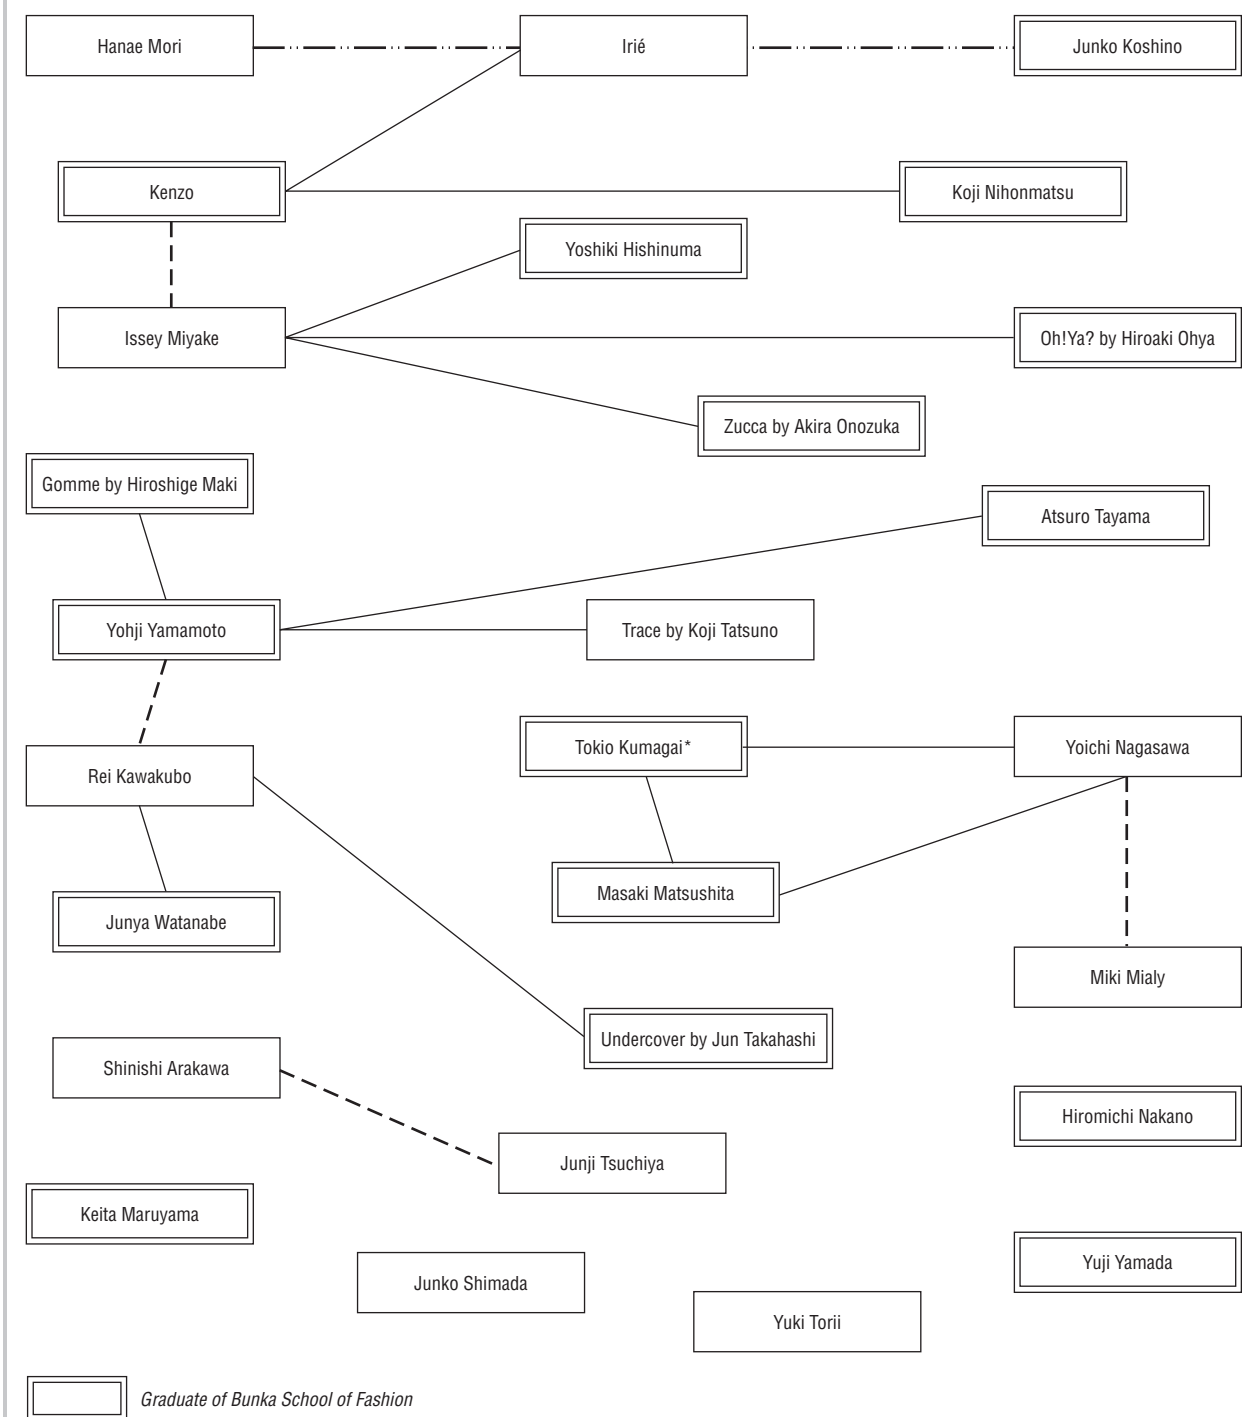 Hanae Mori
Irié
Junko Koshino
Kenzo
Koji Nihonmatsu
Yoshiki Hishinuma
Issey Miyake
Oh!Ya? by Hiroaki Ohya
Zucca by Akira Onozuka
Gomme by Hiroshige Maki
Atsuro Tayama
Yohji Yamamoto
Trace by Koji Tatsuno
Tokio Kumagai*
Yoichi Nagasawa
Rei Kawakubo
Masaki Matsushita
Junya Watanabe
Miki Mialy
Undercover by Jun Takahashi
Shinishi Arakawa
Hiromichi Nakano
Junji Tsuchiya
Keita Maruyama
Yuji Yamada
Junko Shimada
Yuki Torii
Graduate of Bunka School of Fashion